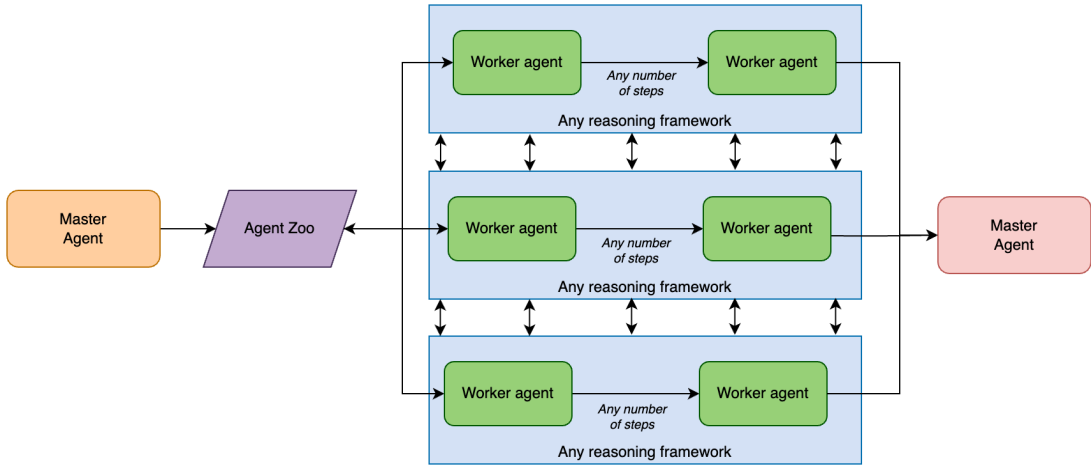 Worker agent
Any number
of steps
Worker agent
Any reasoning framework
Master
Agent
Agent Zoo
Worker agent
Any number
of steps
Worker agent
Any reasoning framework
Master
Agent
Worker agent
Any number
of steps
Worker agent
Any reasoning framework